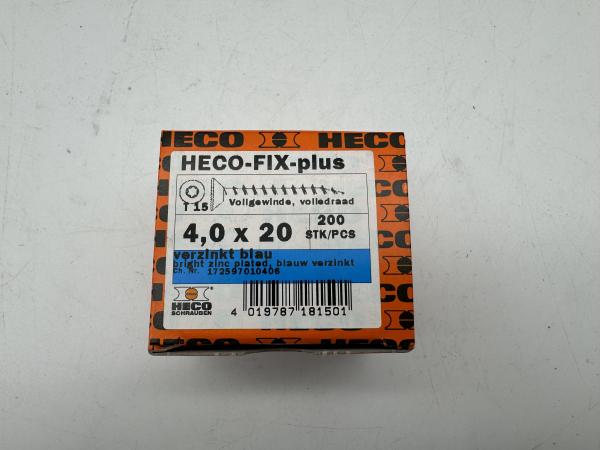 HECO HECO
HECO-FIX-plus
T 15
Vollgewinde, volledraad
4,0 x 20
200
STK/PCS
verzinkt blau
bright zinc plated, blauw verzinkt
Ch. Nr. 172597010406
HECO®
SCHRAUBEN
4 019787 181501
HECO